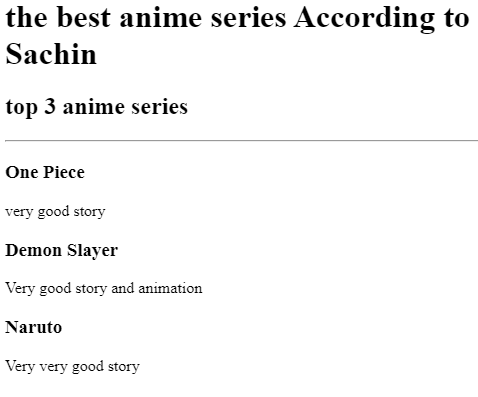 the best anime series According to
Sachin
top 3 anime series
One Piece
very good story
Demon Slayer
Very good story and animation
Naruto
Very very good story